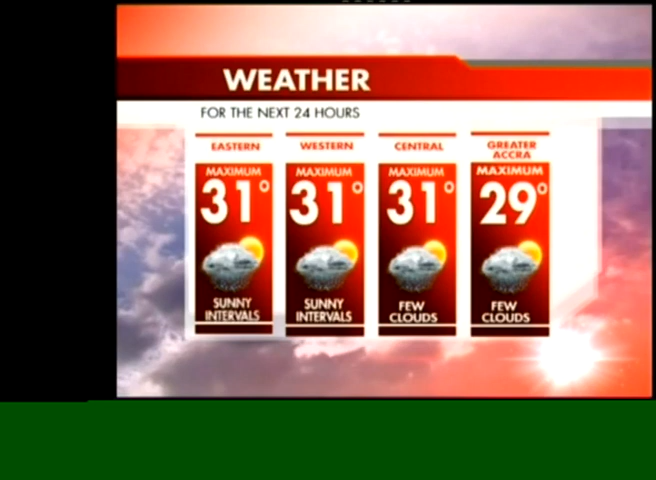 WEATHER
FOR THE NEXT 24 HOURS
EASTERN
MAXIMUM
31°
SUNNY
INTERVALS
WESTERN
MAXIMUM
31°
SUNNY
INTERVALS
CENTRAL
MAXIMUM
31°
FEW
CLOUDS
GREATER
ACCRA
MAXIMUM
29°
FEW
CLOUDS